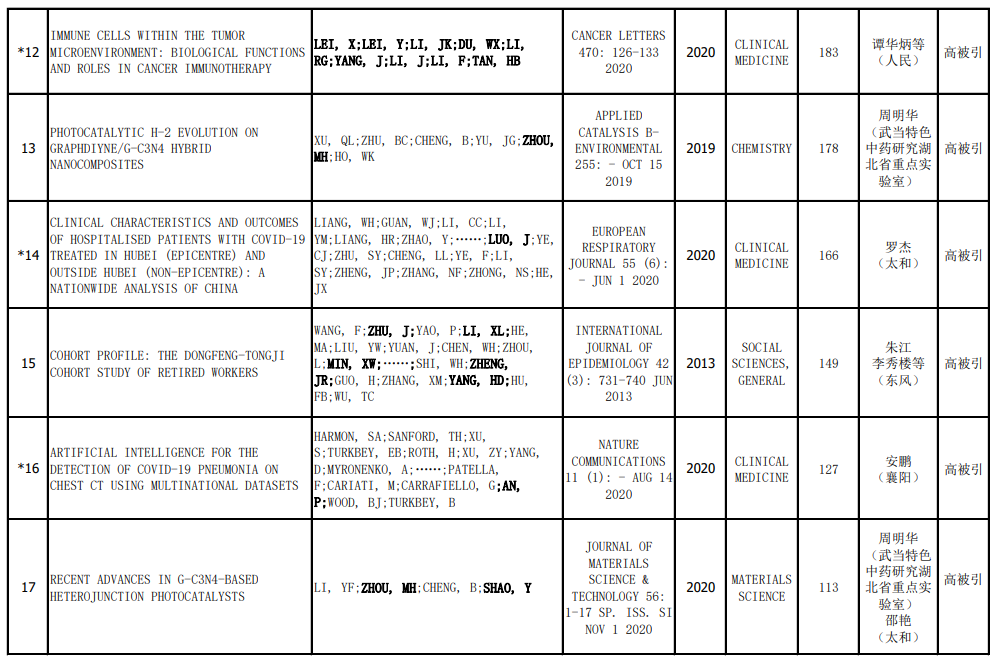 *12
IMMUNE CELLS WITHIN THE TUMOR
MICROENVIRONMENT: BIOLOGICAL FUNCTIONS
AND ROLES IN CANCER IMMUNOTHERAPY
LEI, X;LEI, Y;LI, JK;DU, WX;LI,
RG;YANG, J;LI, J;LI, F;TAN, HB
CANCER LETTERS
470: 126-133
2020
2020
CLINICAL
MEDICINE
183
谭华炳等
（人民）
高被引
13
PHOTOCATALYTIC H-2 EVOLUTION ON
GRAPHDIYNE/G-C3N4 HYBRID
NANOCOMPOSITES
XU, QL;ZHU, BC;CHENG, B;YU, JG;ZHOU,
MH;HO, WK
APPLIED
CATALYSIS B-
ENVIRONMENTAL
255: - OCT 15
2019
2019
CHEMISTRY
178
周明华
（武当特色
中药研究湖
北省重点实
验室）
高被引
*14
CLINICAL CHARACTERISTICS AND OUTCOMES
OF HOSPITALISED PATIENTS WITH COVID-19
TREATED IN HUBEI (EPICENTRE) AND
OUTSIDE HUBEI (NON-EPICENTRE): A
NATIONWIDE ANALYSIS OF CHINA
LIANG, WH;GUAN, WJ;LI, CC;LI,
YM;LIANG, HR;ZHAO, Y;……;LUO, J;YE,
CJ;ZHU, SY;CHEN, LL;YE, F;LI,
SY;ZHENG, JP;ZHANG, NF;ZHONG, NS;HE,
JX
EUROPEAN
RESPIRATORY
JOURNAL 55 (6):
- JUN 1 2020
2020
CLINICAL
MEDICINE
166
罗杰
（太和）
高被引
15
COHORT PROFILE: THE DONGFENG-TONGJI
COHORT STUDY OF RETIRED WORKERS
WANG, F;ZHU, J;YAO, P;LI, XL;HE,
MA;LIU, YW;YUAN, J;CHEN, WH;ZHOU,
L;MIN, XW;……;SHI, WH;ZHENG,
JR;GUO, H;ZHANG, XM;YANG, HD;HU,
FB;WU, TC
INTERNATIONAL
JOURNAL OF
EPIDEMIOLOGY 42
(3): 731-740 JUN
2013
2013
SOCIAL
SCIENCES,
GENERAL
149
朱江
李秀楼等
（东风）
高被引
*16
ARTIFICIAL INTELLIGENCE FOR THE
DETECTION OF COVID-19 PNEUMONIA ON
CHEST CT USING MULTINATIONAL DATASETS
HARMON, SA;SANFORD, TH;XU,
S;TURKBEY, EB;ROTH, H;XU, ZY;YANG,
D;MYRONENKO, A;……;PATELLA,
F;CARIATI, M;CARRAFIELLO, G;AN,
P;WOOD, BJ;TURKBEY, B
NATURE
COMMUNICATIONS
11 (1): - AUG 14
2020
2020
CLINICAL
MEDICINE
127
安鹏
（襄阳）
高被引
17
RECENT ADVANCES IN G-C3N4-BASED
HETEROJUNCTION PHOTOCATALYSTS
LI, YF;ZHOU, MH;CHENG, B;SHAO, Y
JOURNAL OF
MATERIALS
SCIENCE &
TECHNOLOGY 56:
1-17 SP. ISS. SI
NOV 1 2020
2020
MATERIALS
SCIENCE
113
周明华
（武当特色
中药研究湖
北省重点实
验室）
邵艳
（太和）
高被引